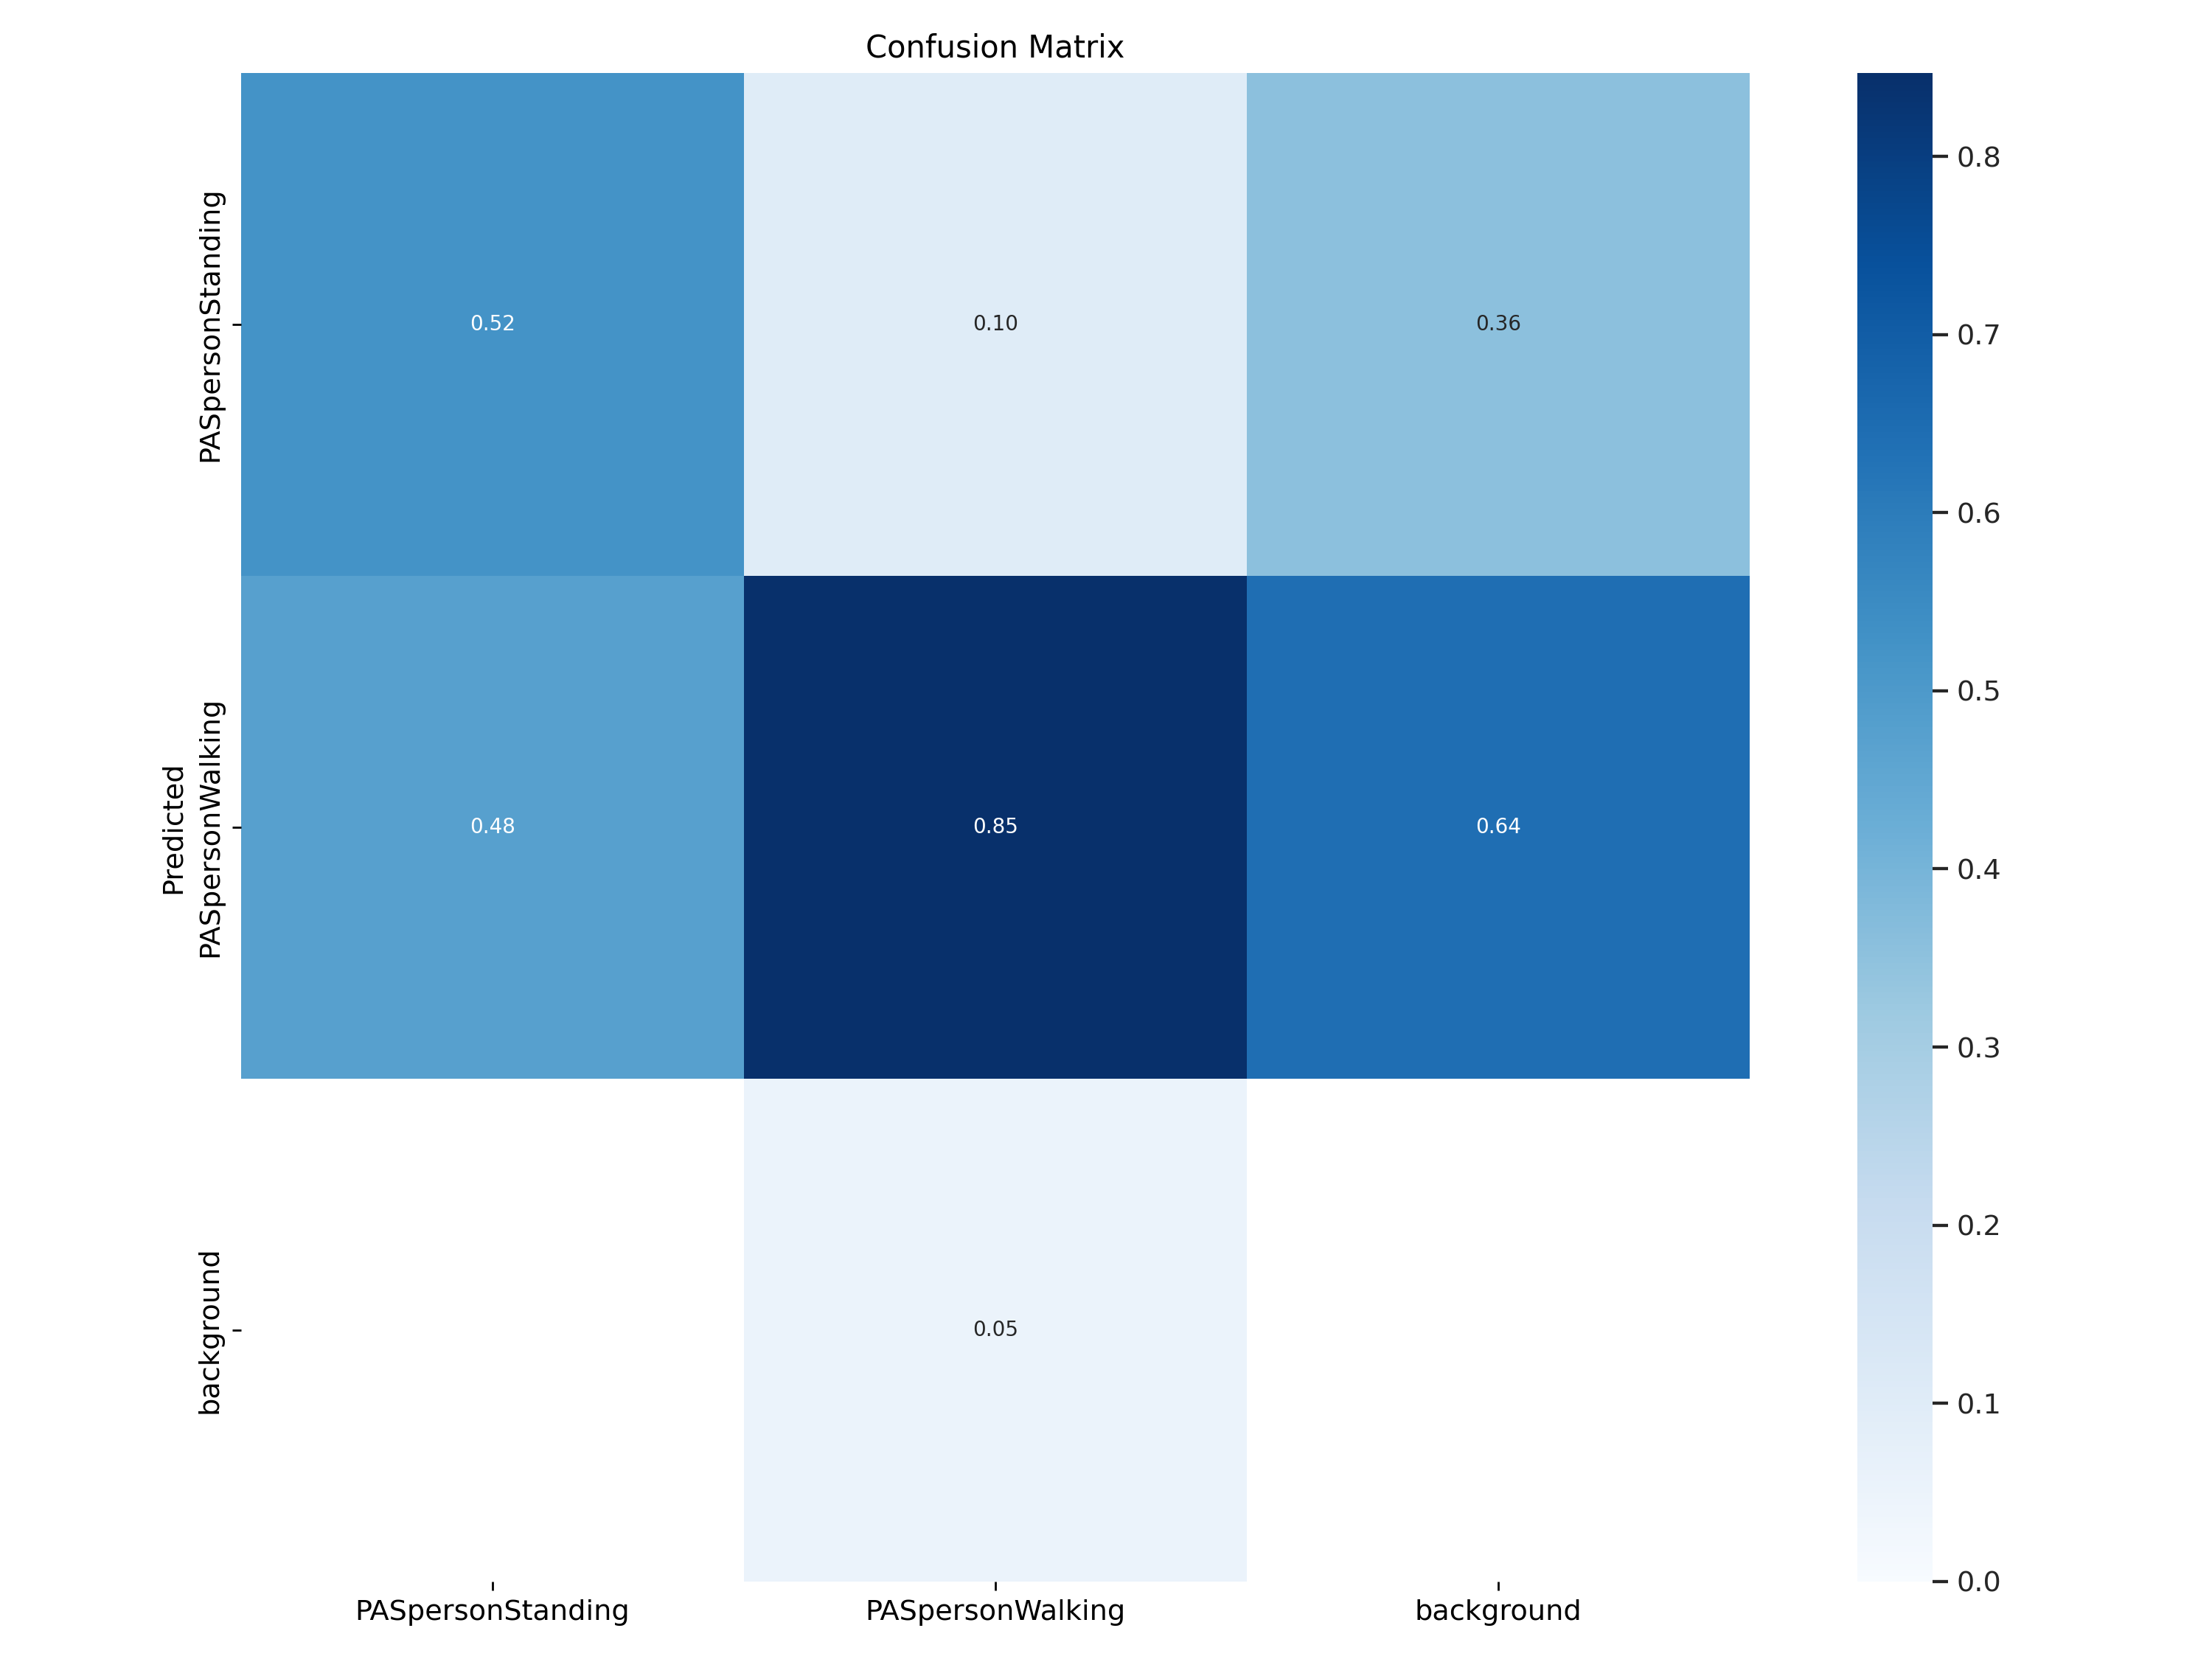 Confusion Matrix
PASpersonStanding
0.52 0.10 0.36
Predicted
PASpersonWalking
0.48 0.85 0.64
background
0.05
PASpersonStanding PASpersonWalking background
0.8
0.7
0.6
0.5
0.4
0.3
0.2
0.1
0.0